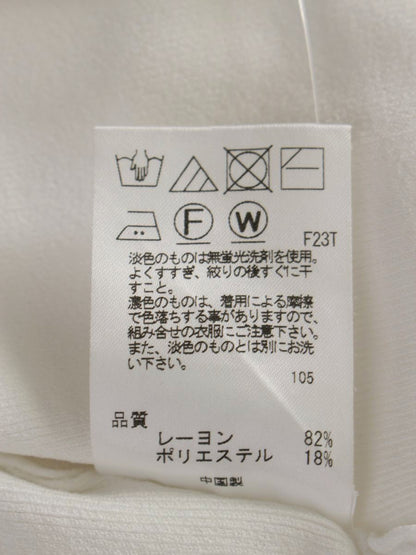 F
W
F23T
淡色のものは無蛍光洗剤を使用。
よくすすぎ、絞りの後すぐに干
すこと。
濃色のものは、着用による摩擦
で色落ちする事がありますので、
組み合せの衣服にご注意下さい。
また、淡色のものとは別にお洗
い下さい。
105
品質
レーヨン 82%
ポリエステル 18%
中国製